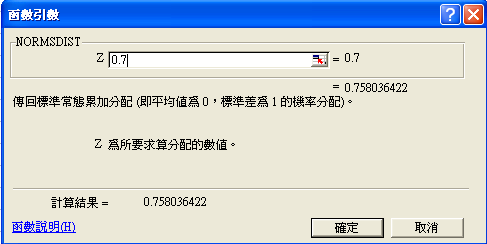 函數引數
NORMSDIST
Z 0.7 = 0.7
= 0.758036422
傳回標準常態累加分配 (即平均值為 0，標準差為 1 的機率分配)。
Z 為所要求算分配的數值。
計算結果 = 0.758036422
函數說明(H) 確定 取消